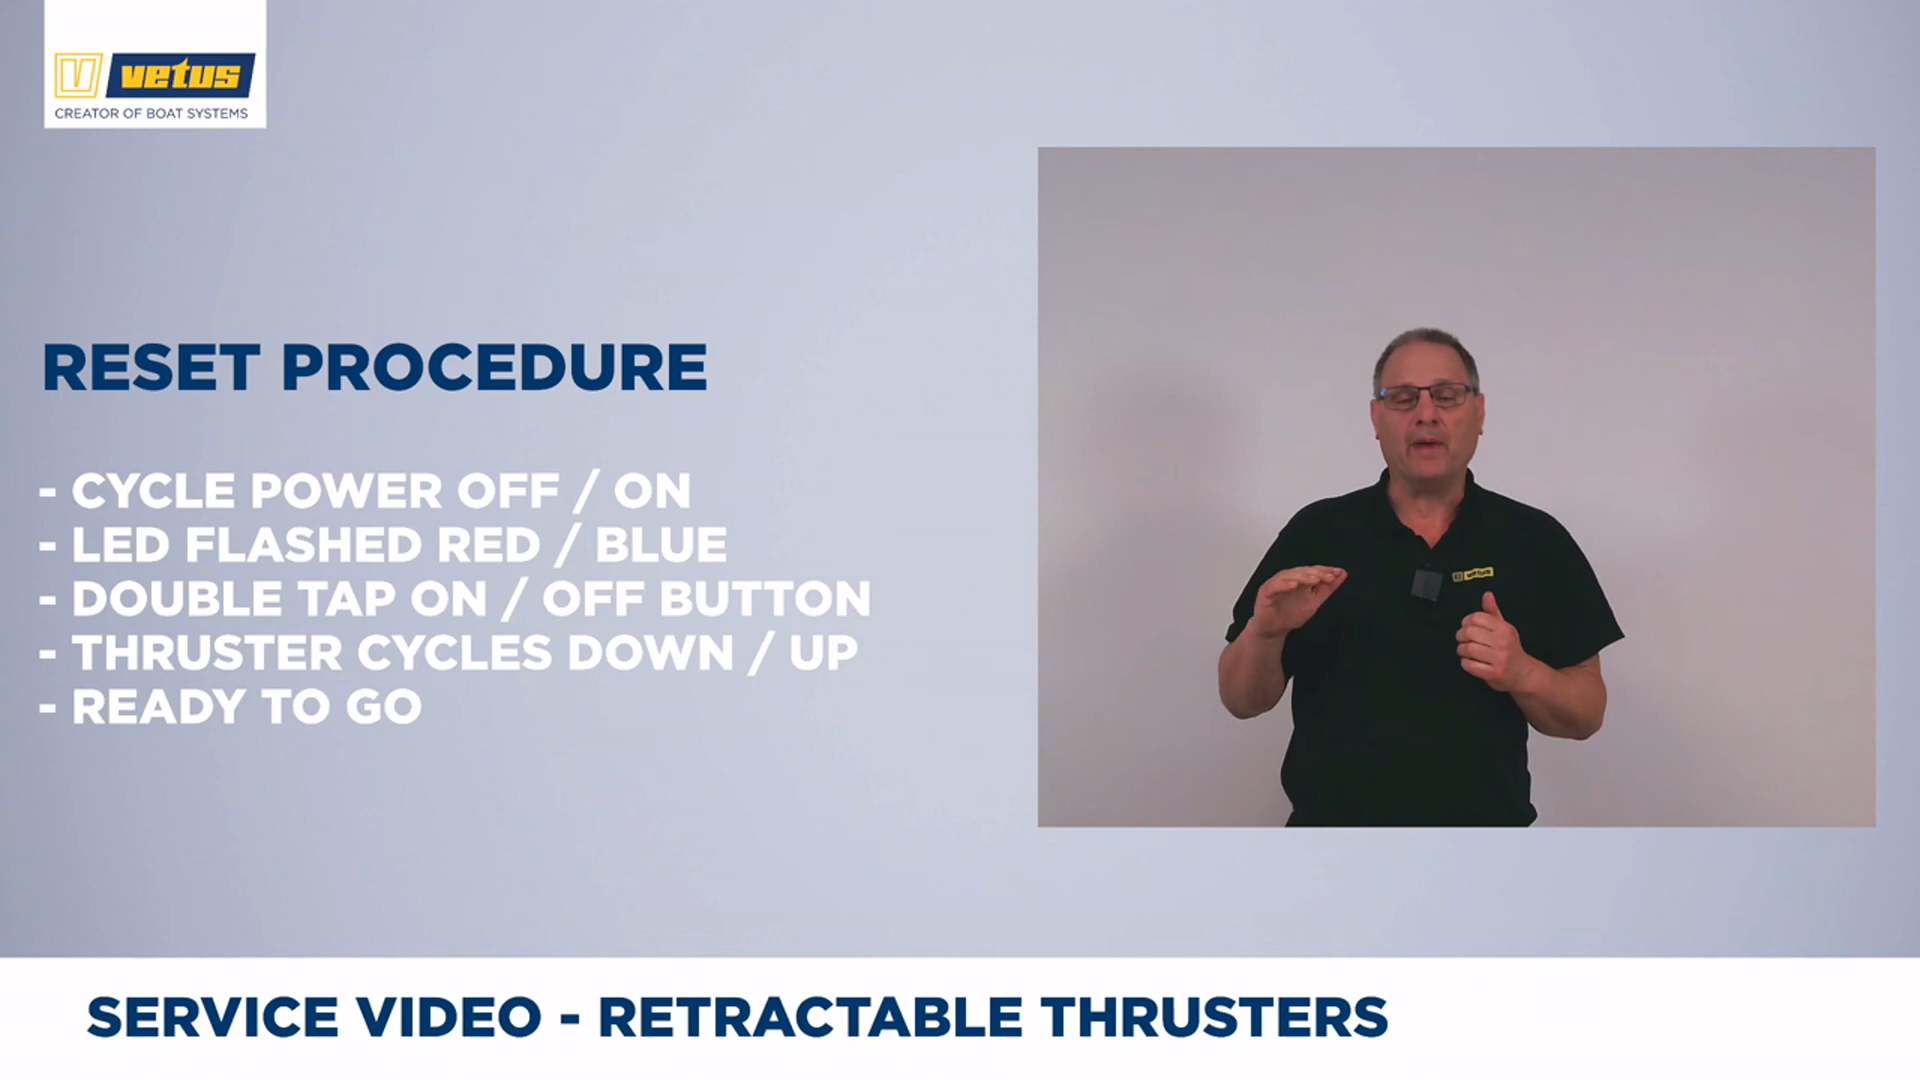 V vetus
CREATOR OF BOAT SYSTEMS
RESET PROCEDURE
- CYCLE POWER OFF / ON
- LED FLASHED RED / BLUE
- DOUBLE TAP ON / OFF BUTTON
- THRUSTER CYCLES DOWN / UP
- READY TO GO
vetus
SERVICE VIDEO - RETRACTABLE THRUSTERS